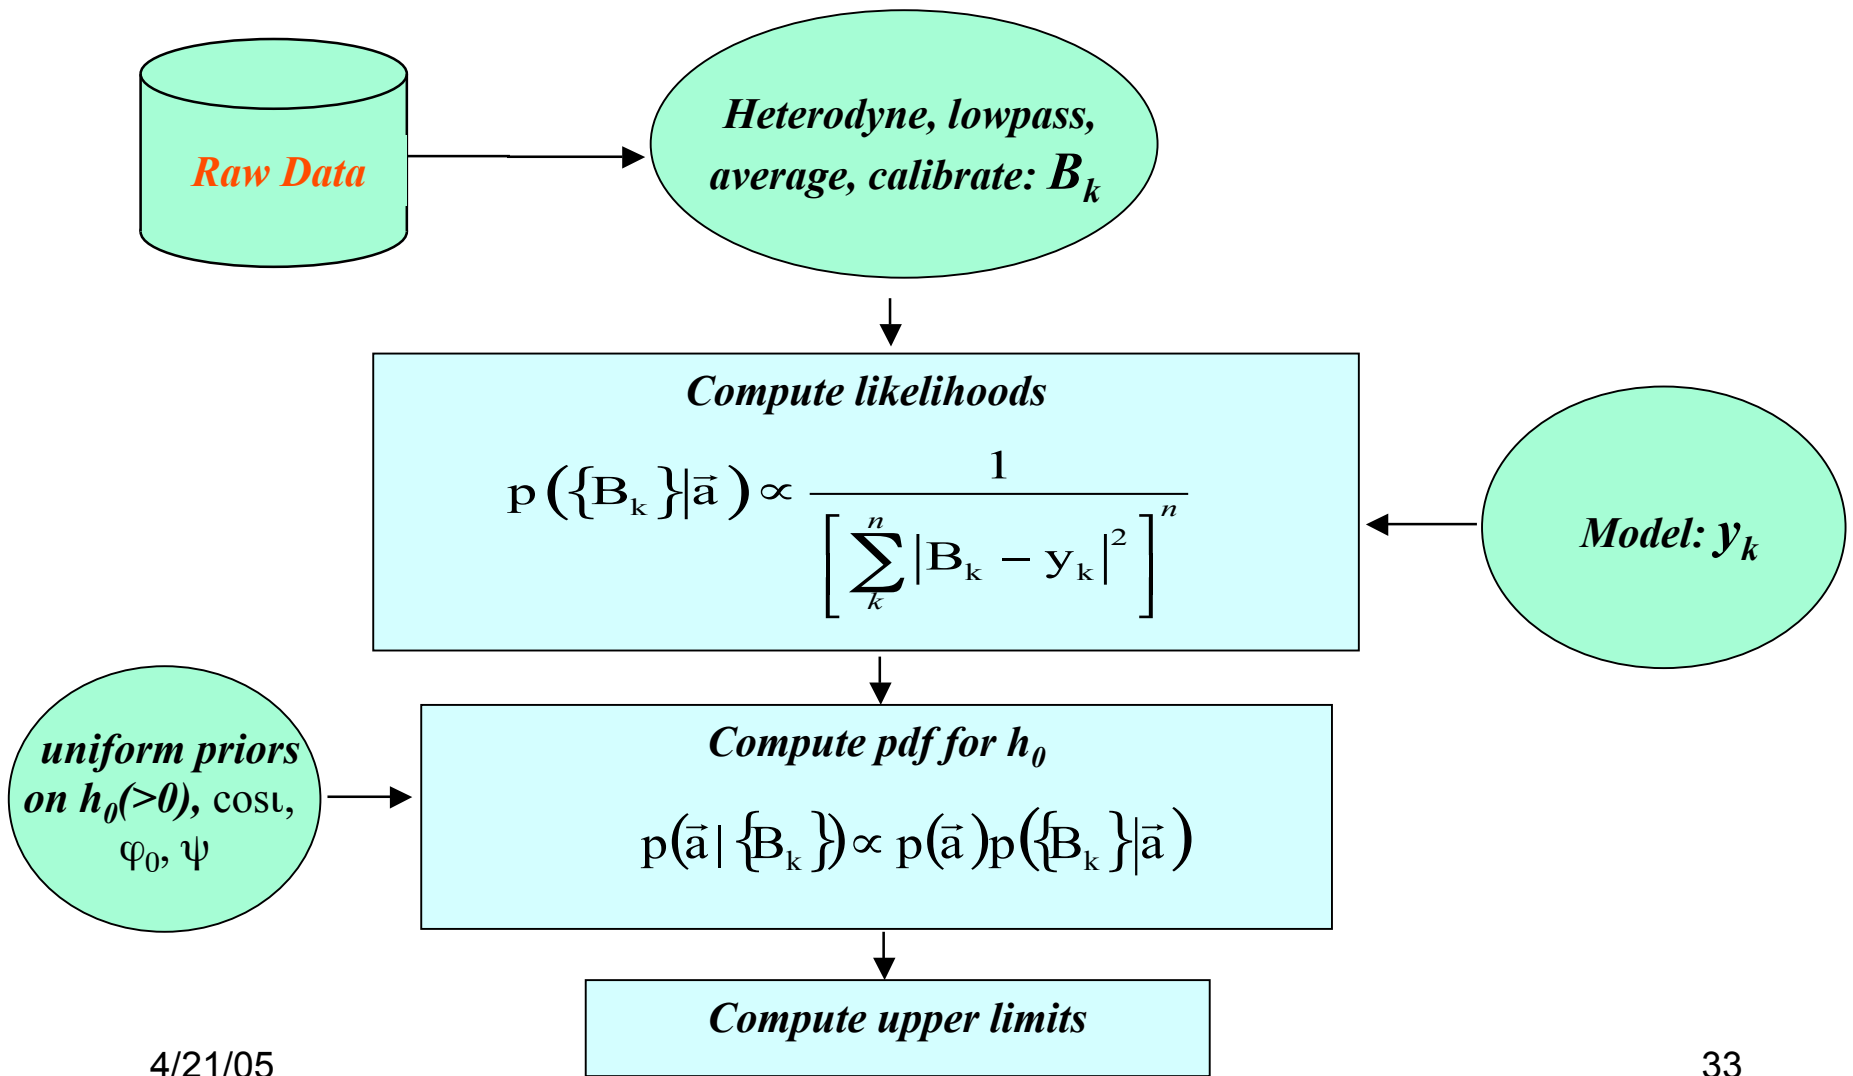 Raw Data
Heterodyne, lowpass,
average, calibrate: B_k
Compute likelihoods
p({B_k}|a⃗) ∝ 1 / [∑_k^n |B_k − y_k|^2]^n
Model: y_k
uniform priors
on h_0(>0), cosι,
φ_0, ψ
Compute pdf for h_0
p(a⃗ | {B_k}) ∝ p(a⃗)p({B_k}|a⃗)
Compute upper limits
4/21/05
33